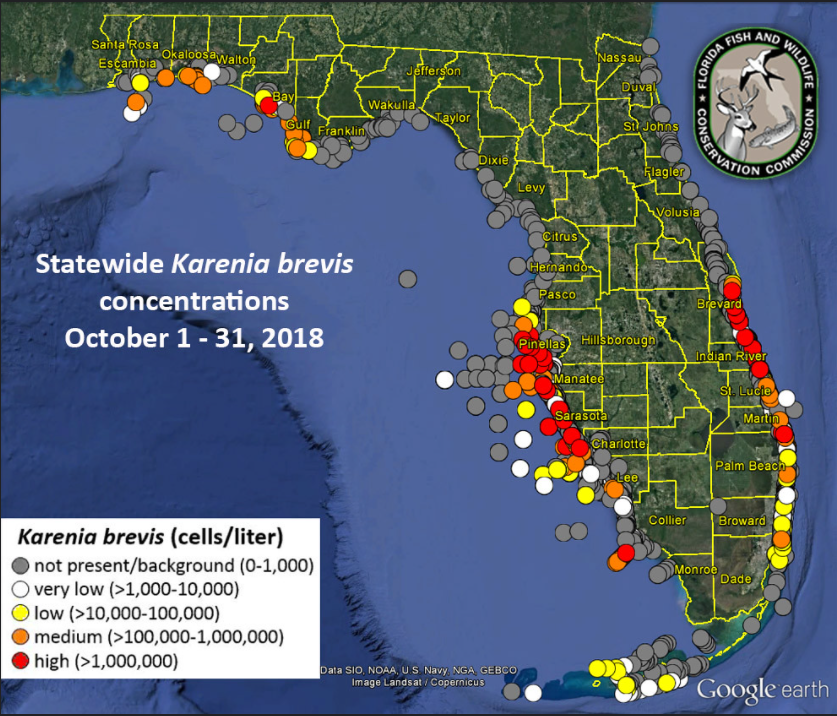 Santa Rosa
Okaloosa
Walton
Escambia
Bay
Gulf
Franklin
Wakulla
Jefferson
Taylor
Dixie
Levy
Citrus
Hernando
Pasco
Pinellas
Hillsborough
Manatee
Sarasota
Charlotte
Lee
Collier
Monroe
Dade
Broward
Palm Beach
Martin
St. Lucie
Indian River
Brevard
Volusia
Flagler
St. Johns
Duval
Nassau
FLORIDA FISH AND WILDLIFE
CONSERVATION COMMISSION
Statewide Karenia brevis
concentrations
October 1 - 31, 2018
Karenia brevis (cells/liter)
not present/background (0-1,000)
very low (>1,000-10,000)
low (>10,000-100,000)
medium (>100,000-1,000,000)
high (>1,000,000)
Data SIO, NOAA, U.S. Navy, NGA, GEBCO
Image Landsat / Copernicus
Google earth